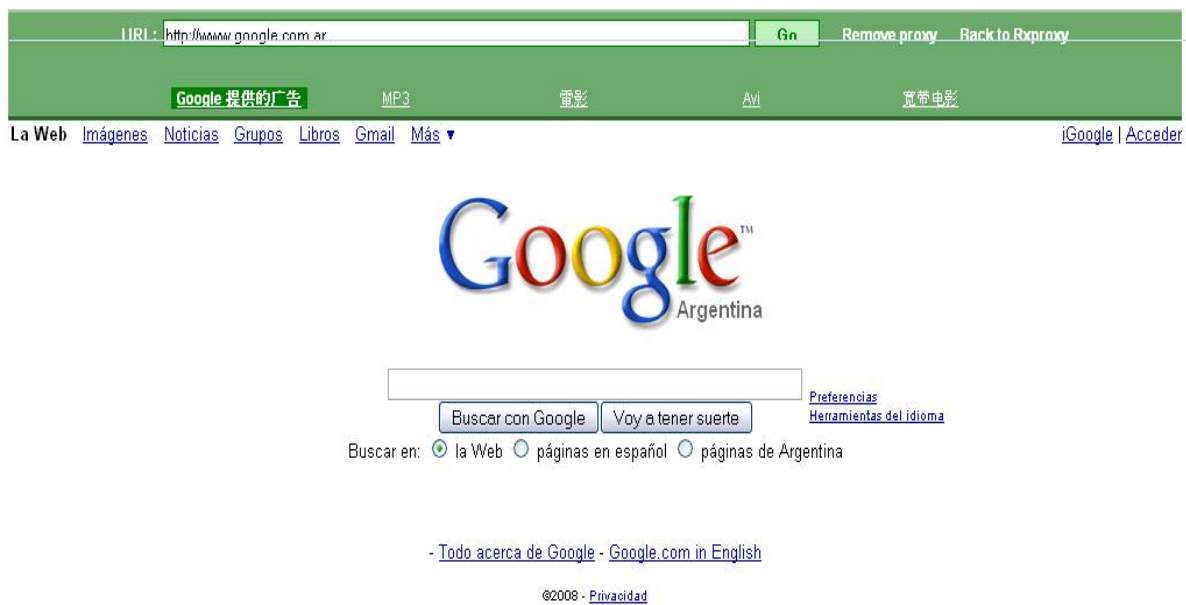 URL: http://www.google.com.ar Go Remove proxy Back to Rxproxy
Google 提供的广告 MP3 電影 Avi 宽带电影
La Web Imágenes Noticias Grupos Libros Gmail Más ▼ iGoogle | Acceder
Google™
Argentina
Preferencias
Buscar con Google Voy a tener suerte Herramientas del idioma
Buscar en: la Web páginas en español páginas de Argentina
- Todo acerca de Google - Google.com in English
©2008 - Privacidad